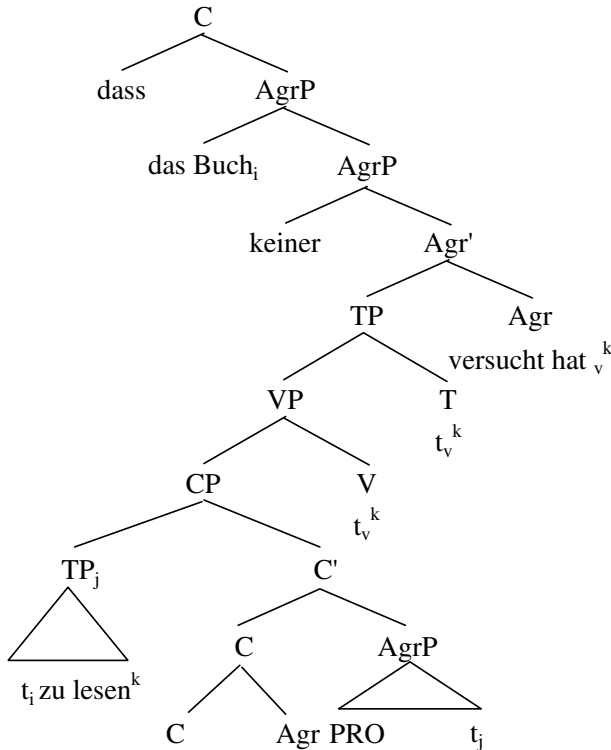 C
dass AgrP
das Buchᵢ AgrP
keiner Agr'
TP Agr
versucht hat ᵥᵏ
VP T
tᵥᵏ
CP V
tᵥᵏ
TPⱼ C'
C AgrP
tᵢ zu lesenᵏ
C Agr PRO tⱼ